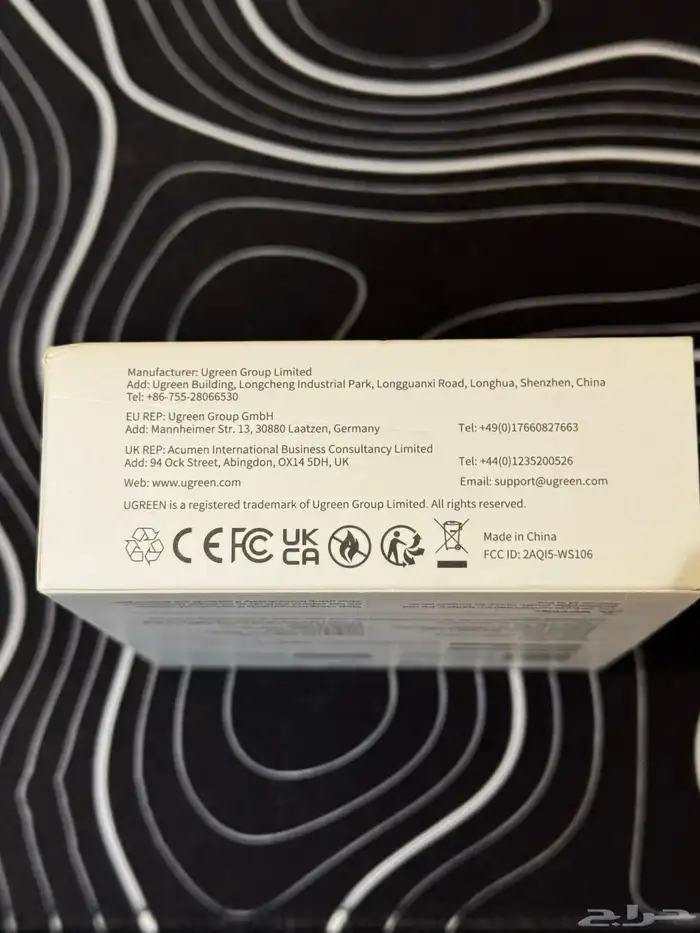 Manufacturer: Ugreen Group Limited
Add: Ugreen Building, Longcheng Industrial Park, Longguanxi Road, Longhua, Shenzhen, China
Tel: +86-755-28066530
EU REP: Ugreen Group GmbH
Add: Mannheimer Str. 13, 30880 Laatzen, Germany Tel: +49(0)17660827663
UK REP: Acumen International Business Consultancy Limited
Add: 94 Ock Street, Abingdon, OX14 5DH, UK Tel: +44(0)1235200526
Web: www.ugreen.com Email: support@ugreen.com
UGREEN is a registered trademark of Ugreen Group Limited. All rights reserved.
CE FC UK CA
Made in China
FCC ID: 2AQI5-WS106
حراج